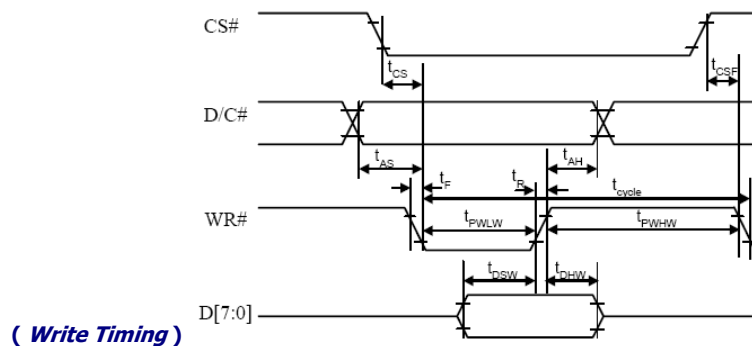 CS#
tCS
tCSF
D/C#
tAS
tAH
tF
tR
tcycle
WR#
tPWLW
tPWHW
tDSW
tDHW
D[7:0]
( Write Timing )